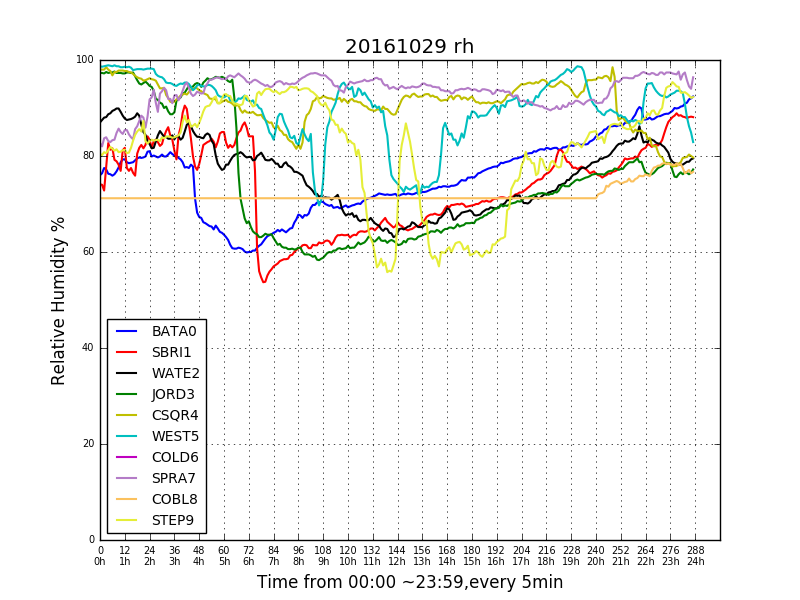 20161029 rh
100
80
60
40
20
0
Relative Humidity %
BATA0
SBRI1
WATE2
JORD3
CSQR4
WEST5
COLD6
SPRA7
COBL8
STEP9
0 12 24 36 48 60 72 84 96 108 120 132 144 156 168 180 192 204 216 228 240 252 264 276 288
0h 1h 2h 3h 4h 5h 6h 7h 8h 9h 10h 11h 12h 13h 14h 15h 16h 17h 18h 19h 20h 21h 22h 23h 24h
Time from 00:00 ~23:59,every 5min